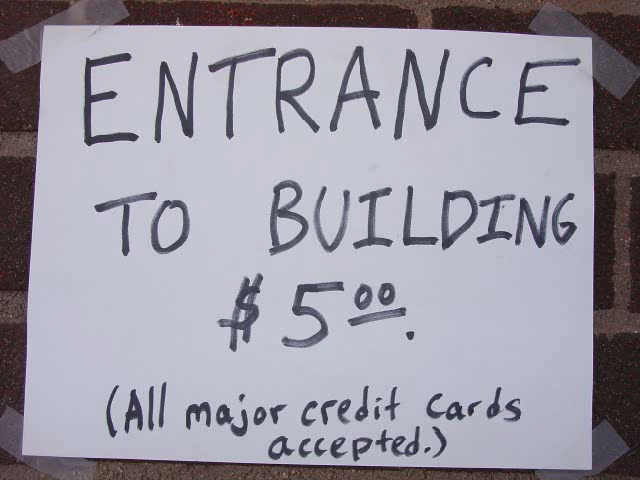 ENTRANCE
TO BUILDING
$5.00.
(All major credit cards
accepted.)